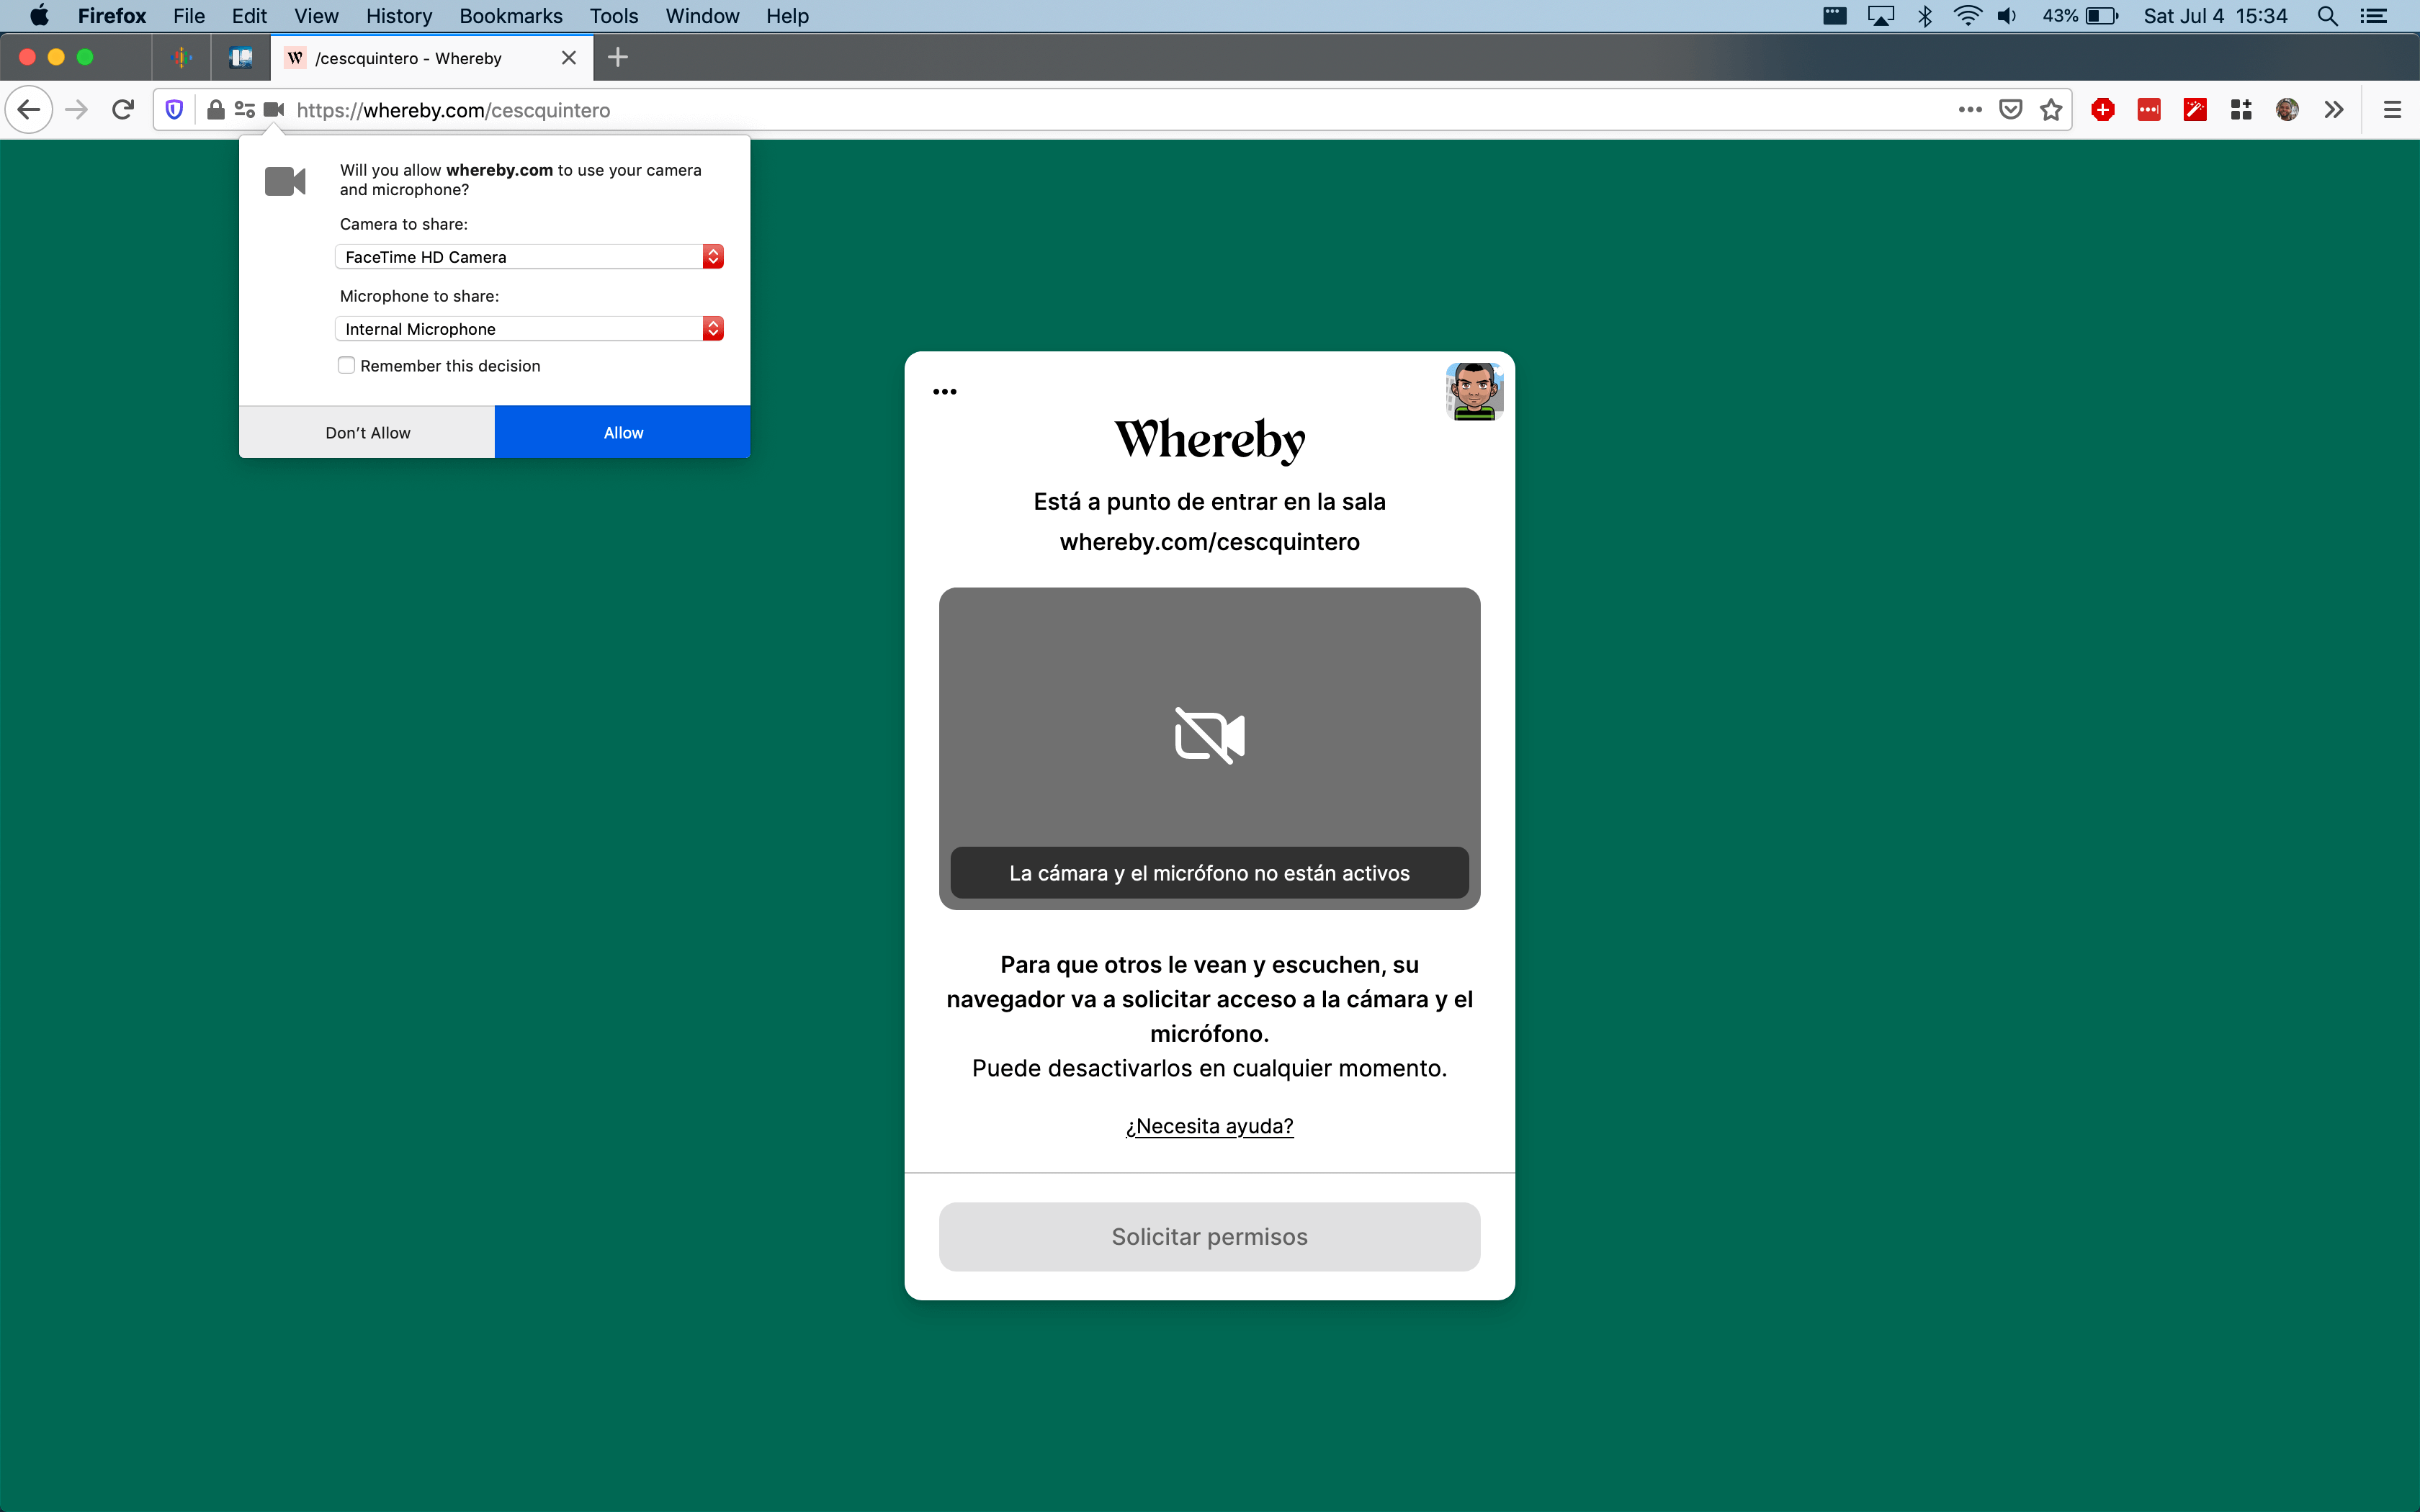 Firefox File Edit View History Bookmarks Tools Window Help 43% Sat Jul 4 15:34
W /cescquintero - Whereby
https://whereby.com/cescquintero
Will you allow whereby.com to use your camera
and microphone?
Camera to share:
FaceTime HD Camera
Microphone to share:
Internal Microphone
Remember this decision
Don't Allow Allow
Whereby
Está a punto de entrar en la sala
whereby.com/cescquintero
La cámara y el micrófono no están activos
Para que otros le vean y escuchen, su
navegador va a solicitar acceso a la cámara y el
micrófono.
Puede desactivarlos en cualquier momento.
¿Necesita ayuda?
Solicitar permisos